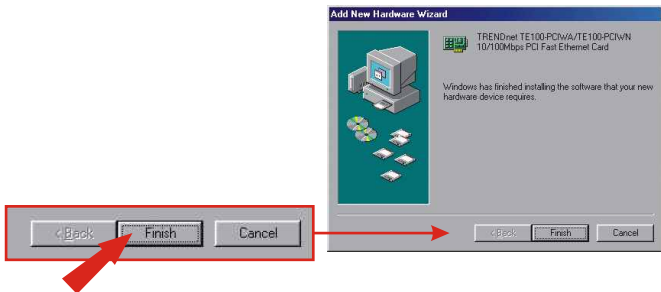 Add New Hardware Wizard
TRENDnet TE100-PCIWA/TE100-PCIWN
10/100Mbps PCI Fast Ethernet Card
Windows has finished installing the software that your new
hardware device requires.
< Back Finish Cancel
< Back Finish Cancel